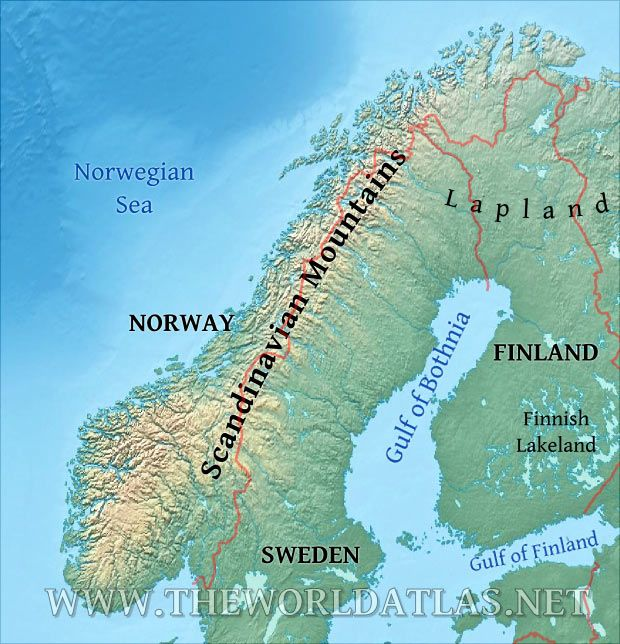 Norwegian
Sea
Lapland
Scandinavian Mountains
NORWAY
Gulf of Bothnia
FINLAND
Finnish
Lakeland
SWEDEN
Gulf of Finland
WWW.THEWORLDATLAS.NET